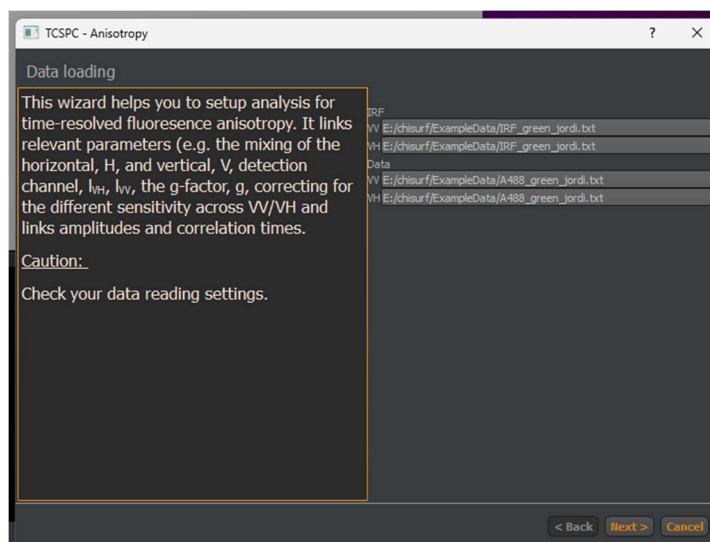 TCSPC - Anisotropy
?
Data loading
This wizard helps you to setup analysis for
time-resolved fluoresence anisotropy. It links
relevant parameters (e.g. the mixing of the
horizontal, H, and vertical, V, detection
channel, lVH, lVV, the g-factor, g, correcting for
the different sensitivity across VV/VH and
links amplitudes and correlation times.
Caution:
Check your data reading settings.
IRF
VV E:/chisurf/ExampleData/IRF_green_jordi.txt
VH E:/chisurf/ExampleData/IRF_green_jordi.txt
Data
VV E:/chisurf/ExampleData/A488_green_jordi.txt
VH E:/chisurf/ExampleData/A488_green_jordi.txt
< Back Next > Cancel